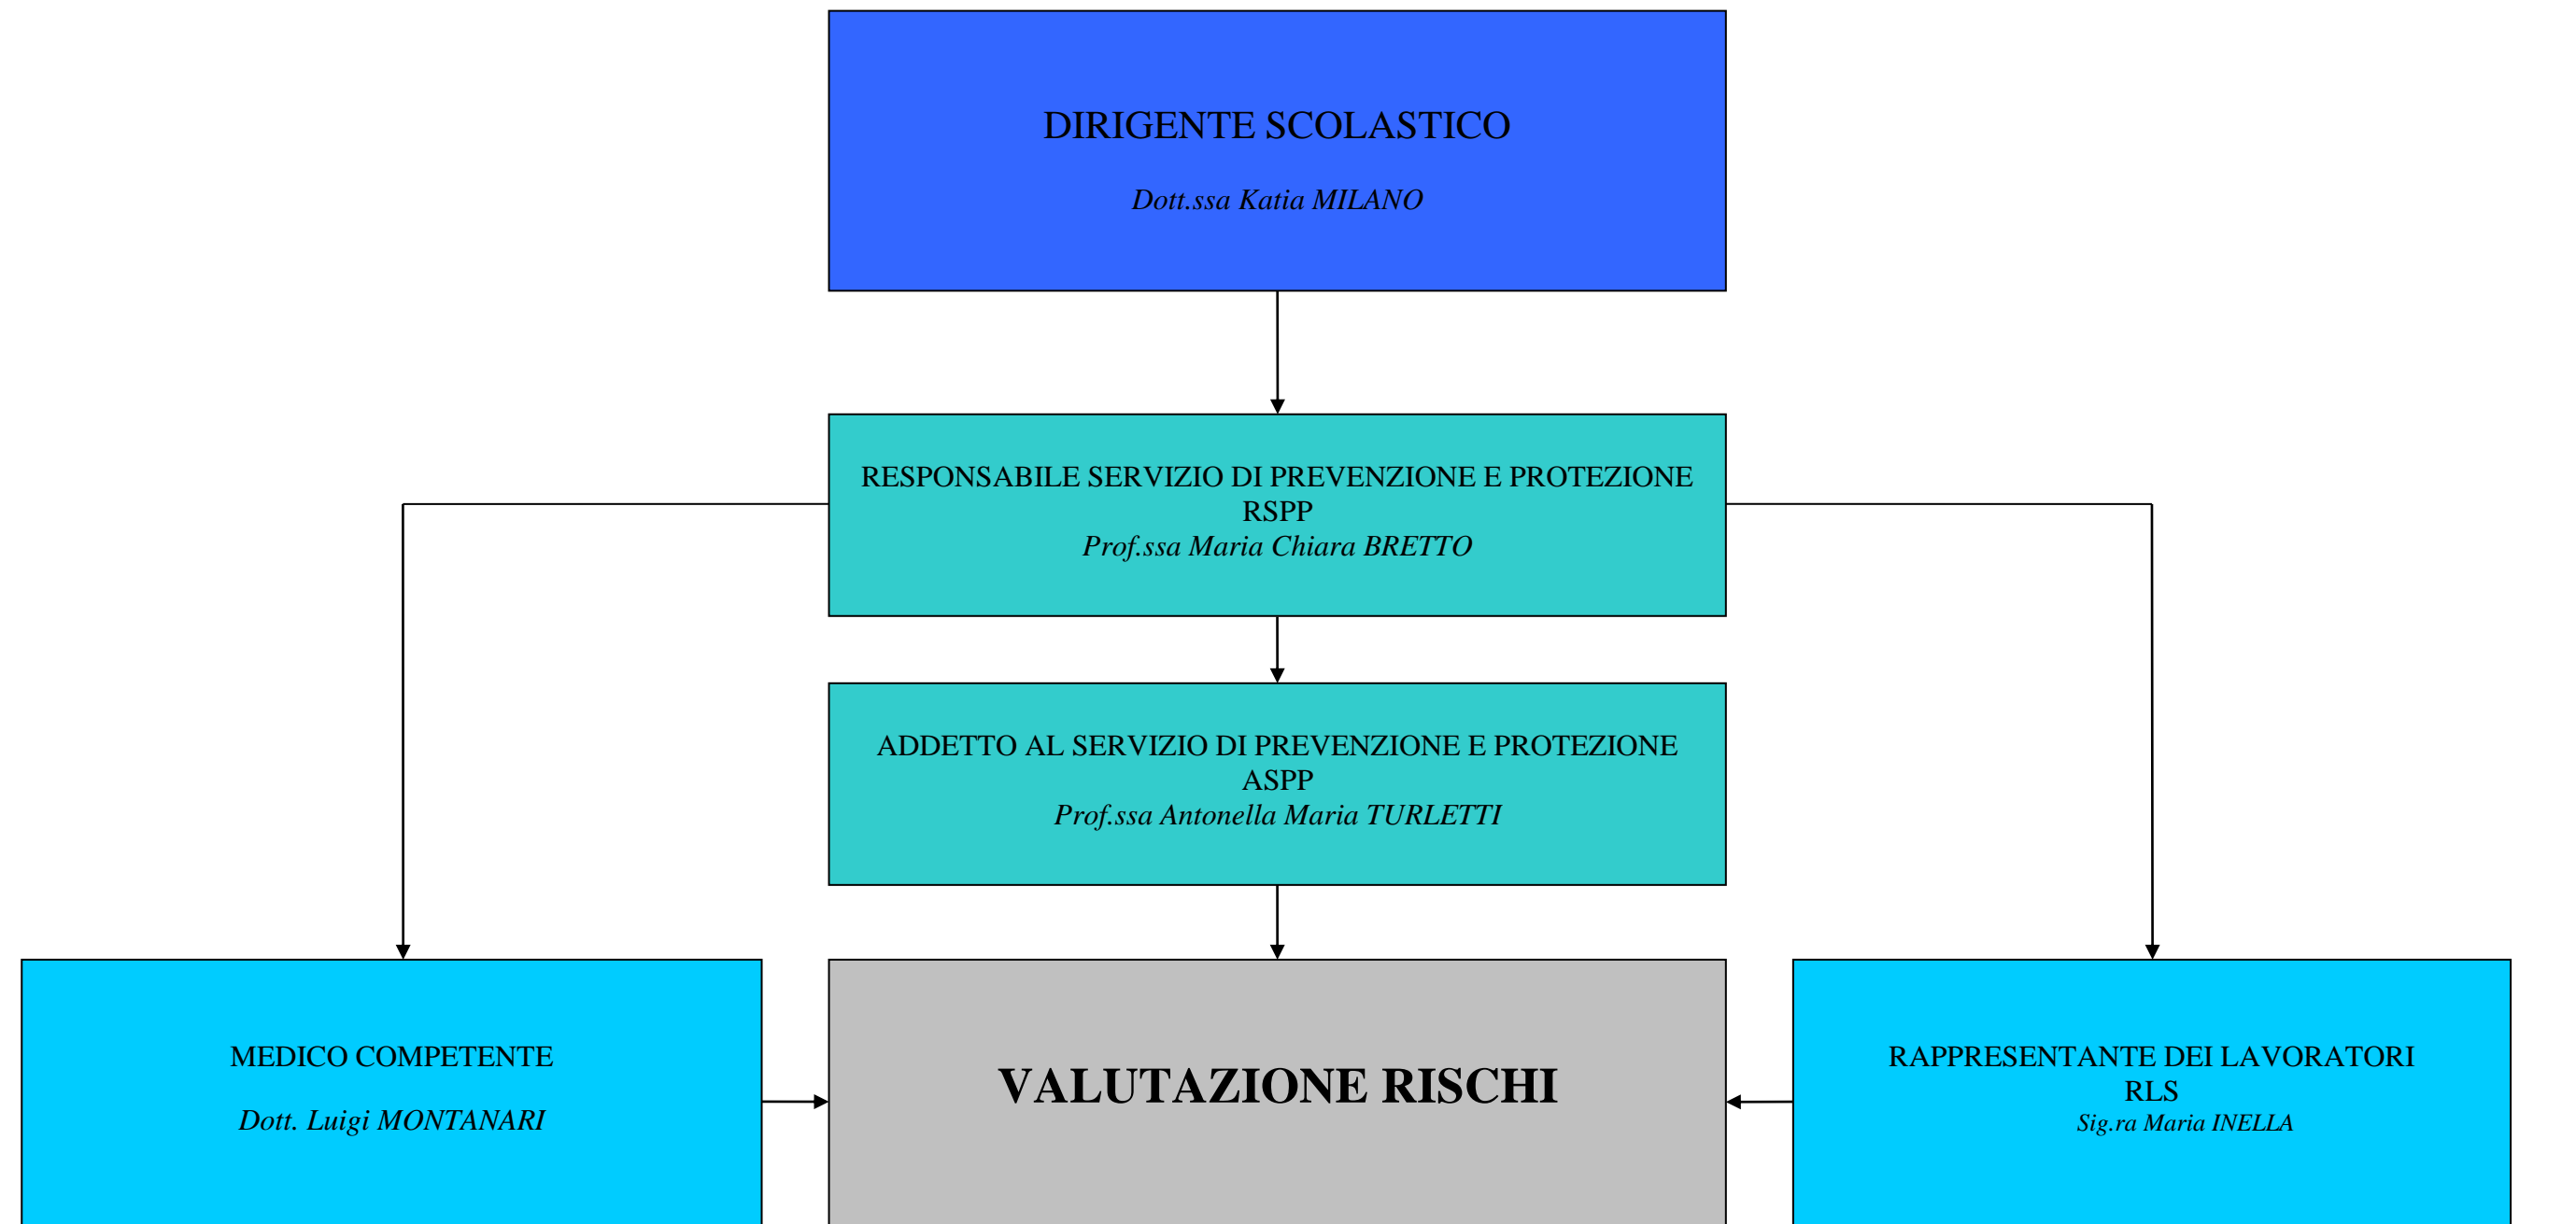 DIRIGENTE SCOLASTICO
Dott.ssa Katia MILANO
RESPONSABILE SERVIZIO DI PREVENZIONE E PROTEZIONE
RSPP
Prof.ssa Maria Chiara BRETTO
ADDETTO AL SERVIZIO DI PREVENZIONE E PROTEZIONE
ASPP
Prof.ssa Antonella Maria TURLETTI
MEDICO COMPETENTE
Dott. Luigi MONTANARI
VALUTAZIONE RISCHI
RAPPRESENTANTE DEI LAVORATORI
RLS
Sig.ra Maria INELLA